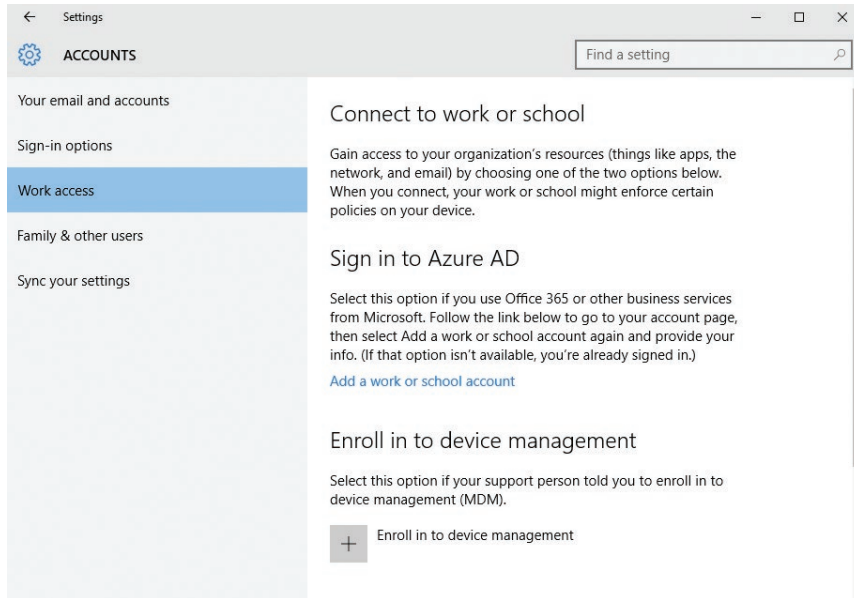 Settings
ACCOUNTS
Find a setting
Your email and accounts
Sign-in options
Work access
Family & other users
Sync your settings
Connect to work or school
Gain access to your organization's resources (things like apps, the
network, and email) by choosing one of the two options below.
When you connect, your work or school might enforce certain
policies on your device.
Sign in to Azure AD
Select this option if you use Office 365 or other business services
from Microsoft. Follow the link below to go to your account page,
then select Add a work or school account again and provide your
info. (If that option isn't available, you're already signed in.)
Add a work or school account
Enroll in to device management
Select this option if your support person told you to enroll in to
device management (MDM).
Enroll in to device management